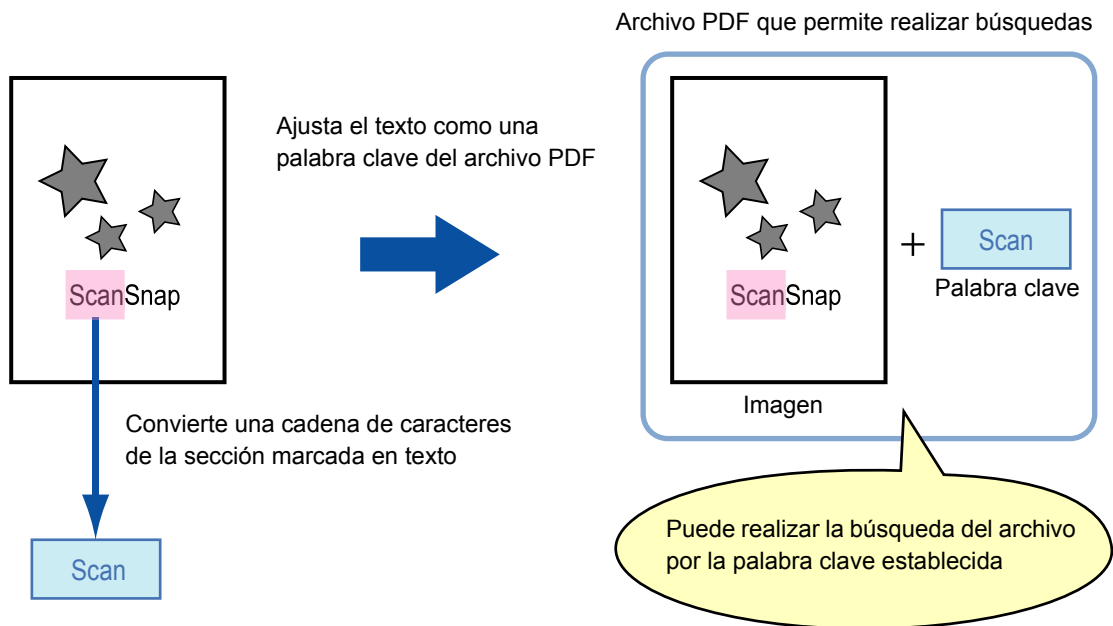 Archivo PDF que permite realizar búsquedas
Ajusta el texto como una
palabra clave del archivo PDF
ScanSnap
Convierte una cadena de caracteres
de la sección marcada en texto
Scan
ScanSnap
Imagen
+
Scan
Palabra clave
Puede realizar la búsqueda del archivo
por la palabra clave establecida